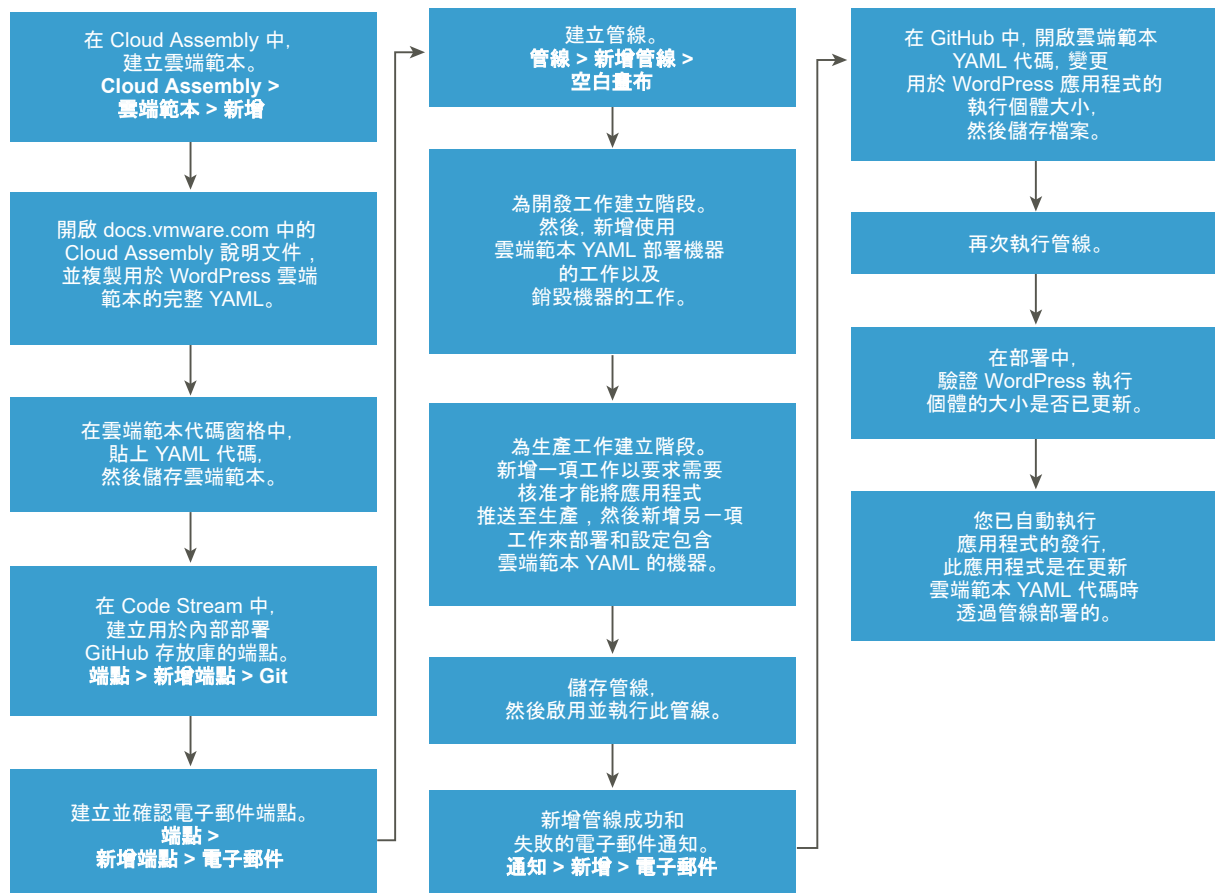 在 Cloud Assembly 中,
建立雲端範本。
Cloud Assembly >
雲端範本 > 新增
開啟 docs.vmware.com 中的
Cloud Assembly 說明文件，
並複製用於 WordPress 雲端
範本的完整 YAML。
在雲端範本代碼窗格中,
貼上 YAML 代碼,
然後儲存雲端範本。
在 Code Stream 中,
建立用於內部部署
GitHub 存放庫的端點。
端點 > 新增端點 > Git
建立並確認電子郵件端點。
端點 >
新增端點 > 電子郵件
建立管線。
管線 > 新增管線 >
空白畫布
為開發工作建立階段。
然後, 新增使用
雲端範本 YAML 部署機器
的工作以及
銷毀機器的工作。
為生產工作建立階段。
新增一項工作以要求需要
核准才能將應用程式
推送至生產，然後新增另一項
工作來部署和設定包含
雲端範本 YAML 的機器。
儲存管線,
然後啟用並執行此管線。
新增管線成功和
失敗的電子郵件通知。
通知 > 新增 > 電子郵件
在 GitHub 中, 開啟雲端範本
YAML 代碼, 變更
用於 WordPress 應用程式的
執行個體大小,
然後儲存檔案。
再次執行管線。
在部署中,
驗證 WordPress 執行
個體的大小是否已更新。
您已自動執行
應用程式的發行,
此應用程式是在更新
雲端範本 YAML 代碼時
透過管線部署的。